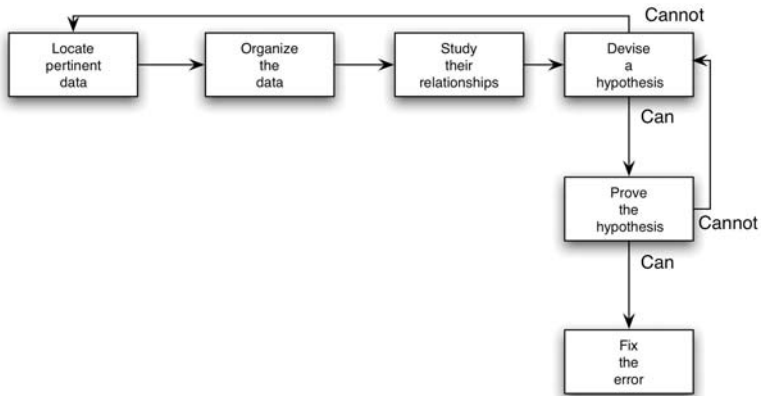 Cannot
Locate
pertinent
data
Organize
the
data
Study
their
relationships
Devise
a
hypothesis
Can
Prove
the
hypothesis
Cannot
Can
Fix
the
error